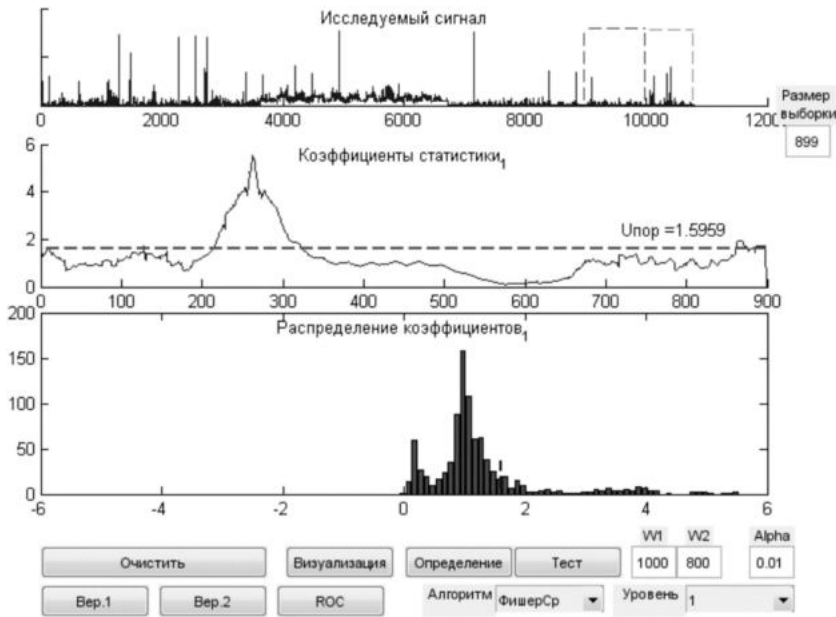 Исследуемый сигнал
0 2000 4000 6000 8000 10000 1200
Размер
выборки
899
6
4
2
0
Коэффициенты статистики1
Uпор =1.5959
0 100 200 300 400 500 600 700 800 900
200
150
100
50
0
Распределение коэффициентов1
-6 -4 -2 0 2 4 6
W1 W2 Alpha
Очистить Визуализация Определение Тест 1000 800 0.01
Вер.1 Вер.2 ROC Алгоритм ФишерСр Уровень 1